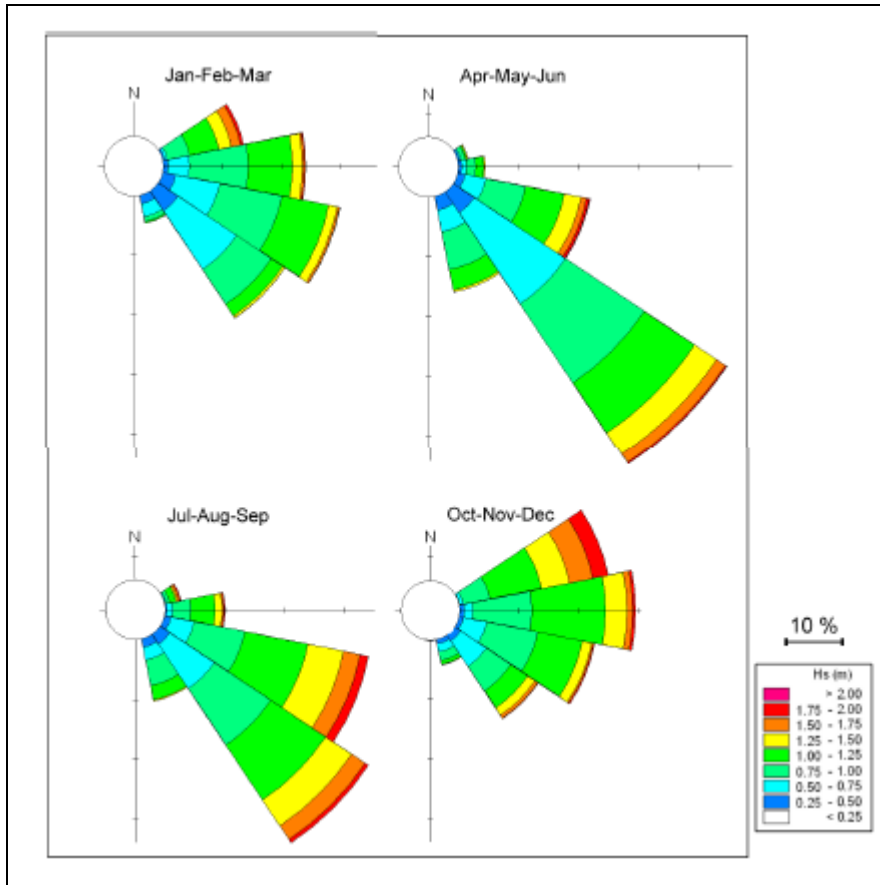 Jan-Feb-Mar
Apr-May-Jun
N
N
Jul-Aug-Sep
Oct-Nov-Dec
N
N
10 %
Hs (m)
> 2.00
1.75 - 2.00
1.50 - 1.75
1.25 - 1.50
1.00 - 1.25
0.75 - 1.00
0.50 - 0.75
0.25 - 0.50
< 0.25